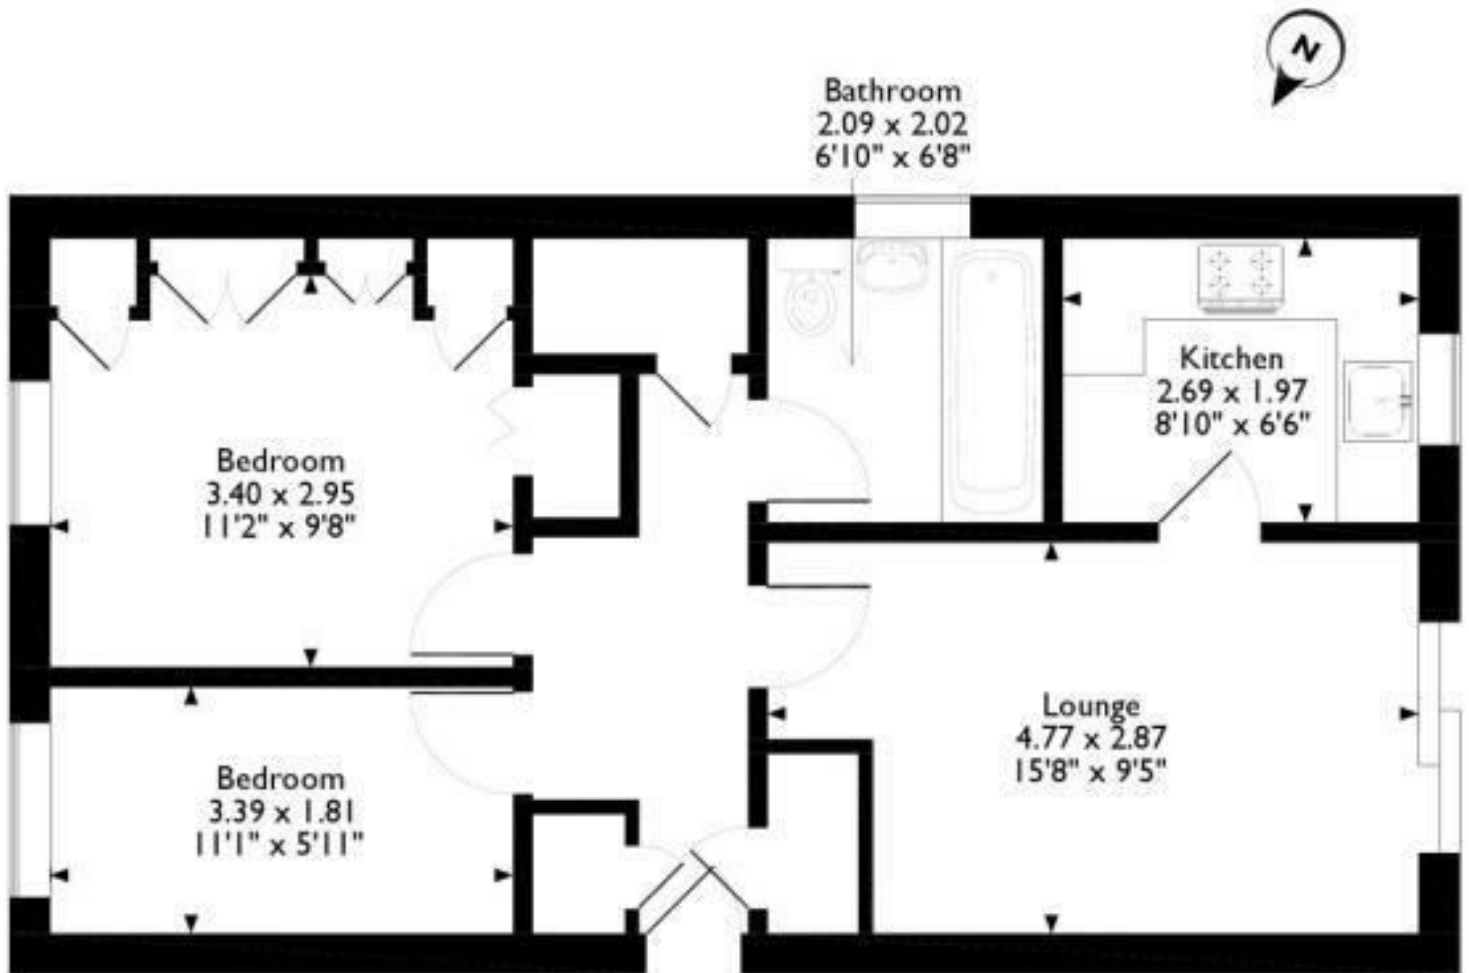 N
Bathroom
2.09 x 2.02
6'10" x 6'8"
Kitchen
2.69 x 1.97
8'10" x 6'6"
Bedroom
3.40 x 2.95
11'2" x 9'8"
Lounge
4.77 x 2.87
15'8" x 9'5"
Bedroom
3.39 x 1.81
11'1" x 5'11"